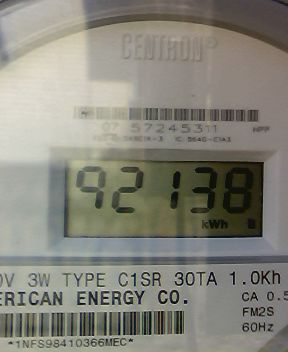 CENTRON®
07 57245311
92138
kWh
0V 3W TYPE C1SR 30TA 1.0Kh
ERICAN ENERGY CO.
CA 0.5
FM2S
60Hz
*1NFS98410366MEC*